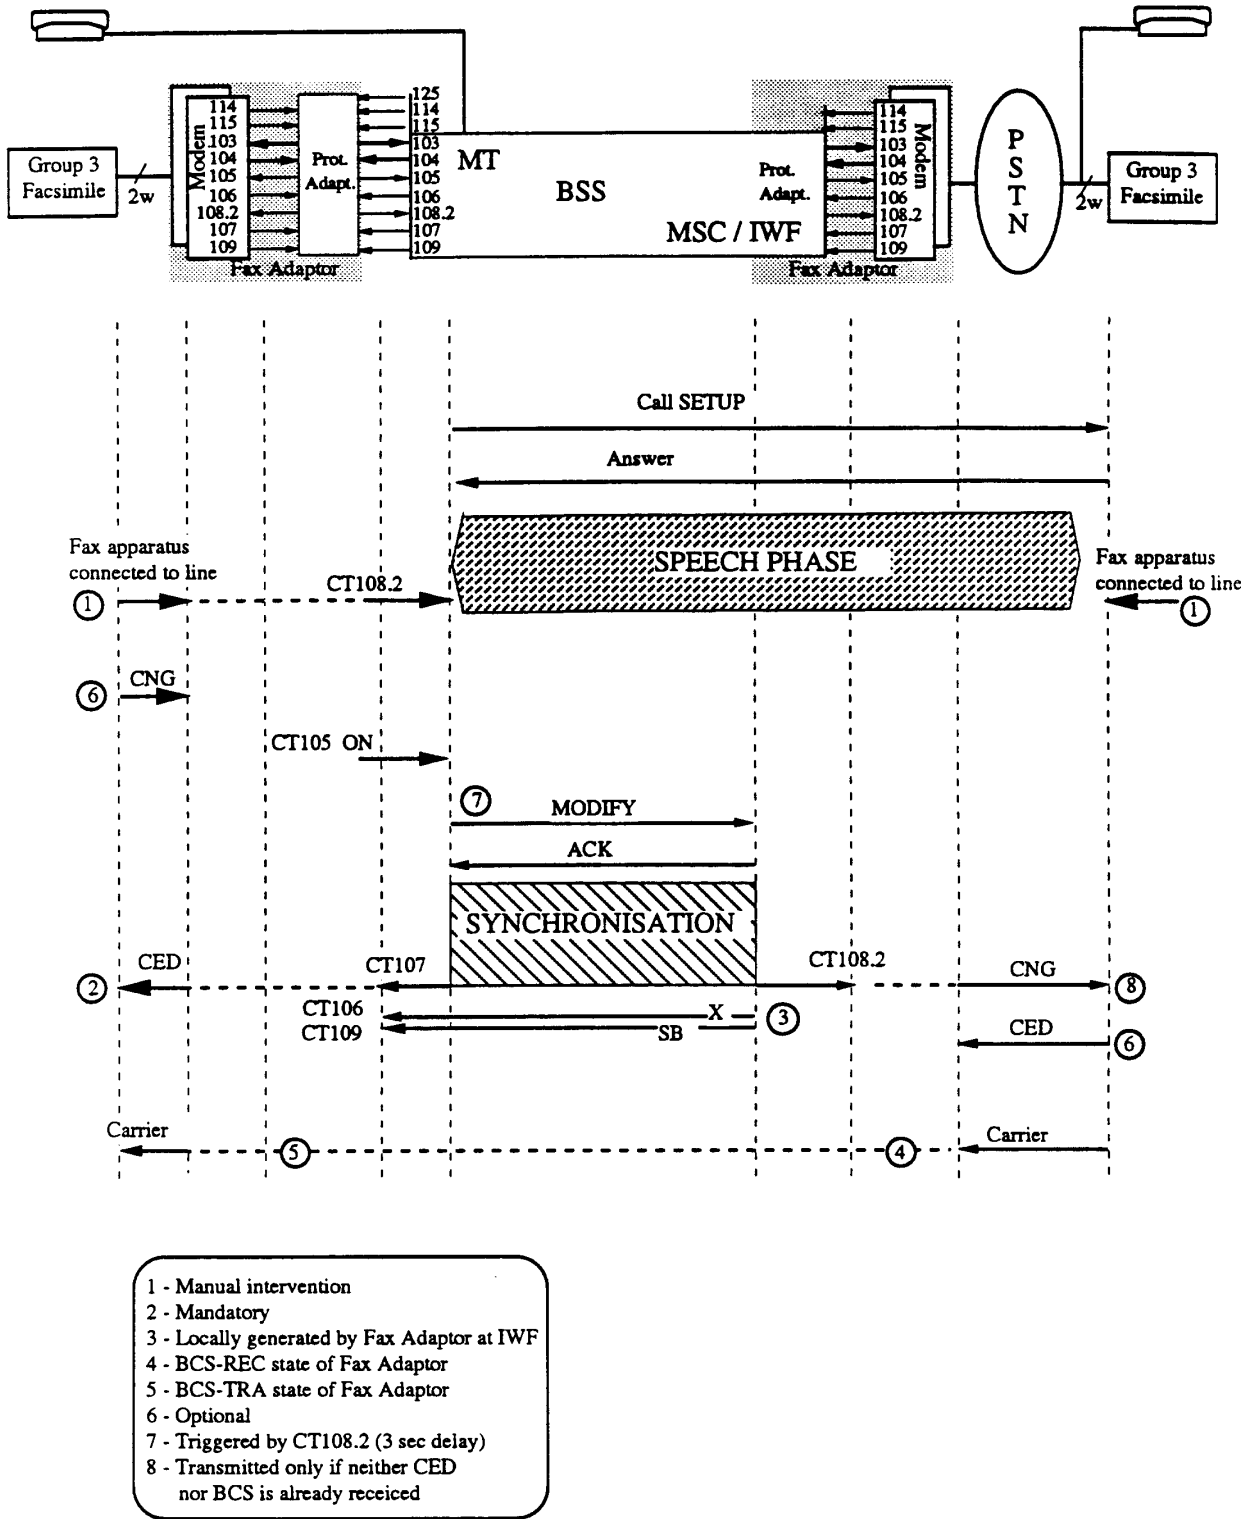 125
114
115
103
104
105
106
108.2
107
109
114
115
103
104
105
106
108.2
107
109
Modem
Prot.
Adapt.
Fax Adaptor
Group 3
Facsimile
2w
MT
BSS
MSC / IWF
Prot.
Adapt.
114
115
103
104
105
106
108.2
107
109
Modem
Fax Adaptor
PSTN
2w
Group 3
Facsimile
Call SETUP
Answer
SPEECH PHASE
Fax apparatus
connected to line
1
CT108.2
Fax apparatus
connected to line
1
CNG
6
CT105 ON
7
MODIFY
ACK
SYNCHRONISATION
CED
2
CT107
CT108.2
CNG
8
CT106
X
3
CT109
SB
CED
6
Carrier
5
4
Carrier
1 - Manual intervention
2 - Mandatory
3 - Locally generated by Fax Adaptor at IWF
4 - BCS-REC state of Fax Adaptor
5 - BCS-TRA state of Fax Adaptor
6 - Optional
7 - Triggered by CT108.2 (3 sec delay)
8 - Transmitted only if neither CED
nor BCS is already receiced